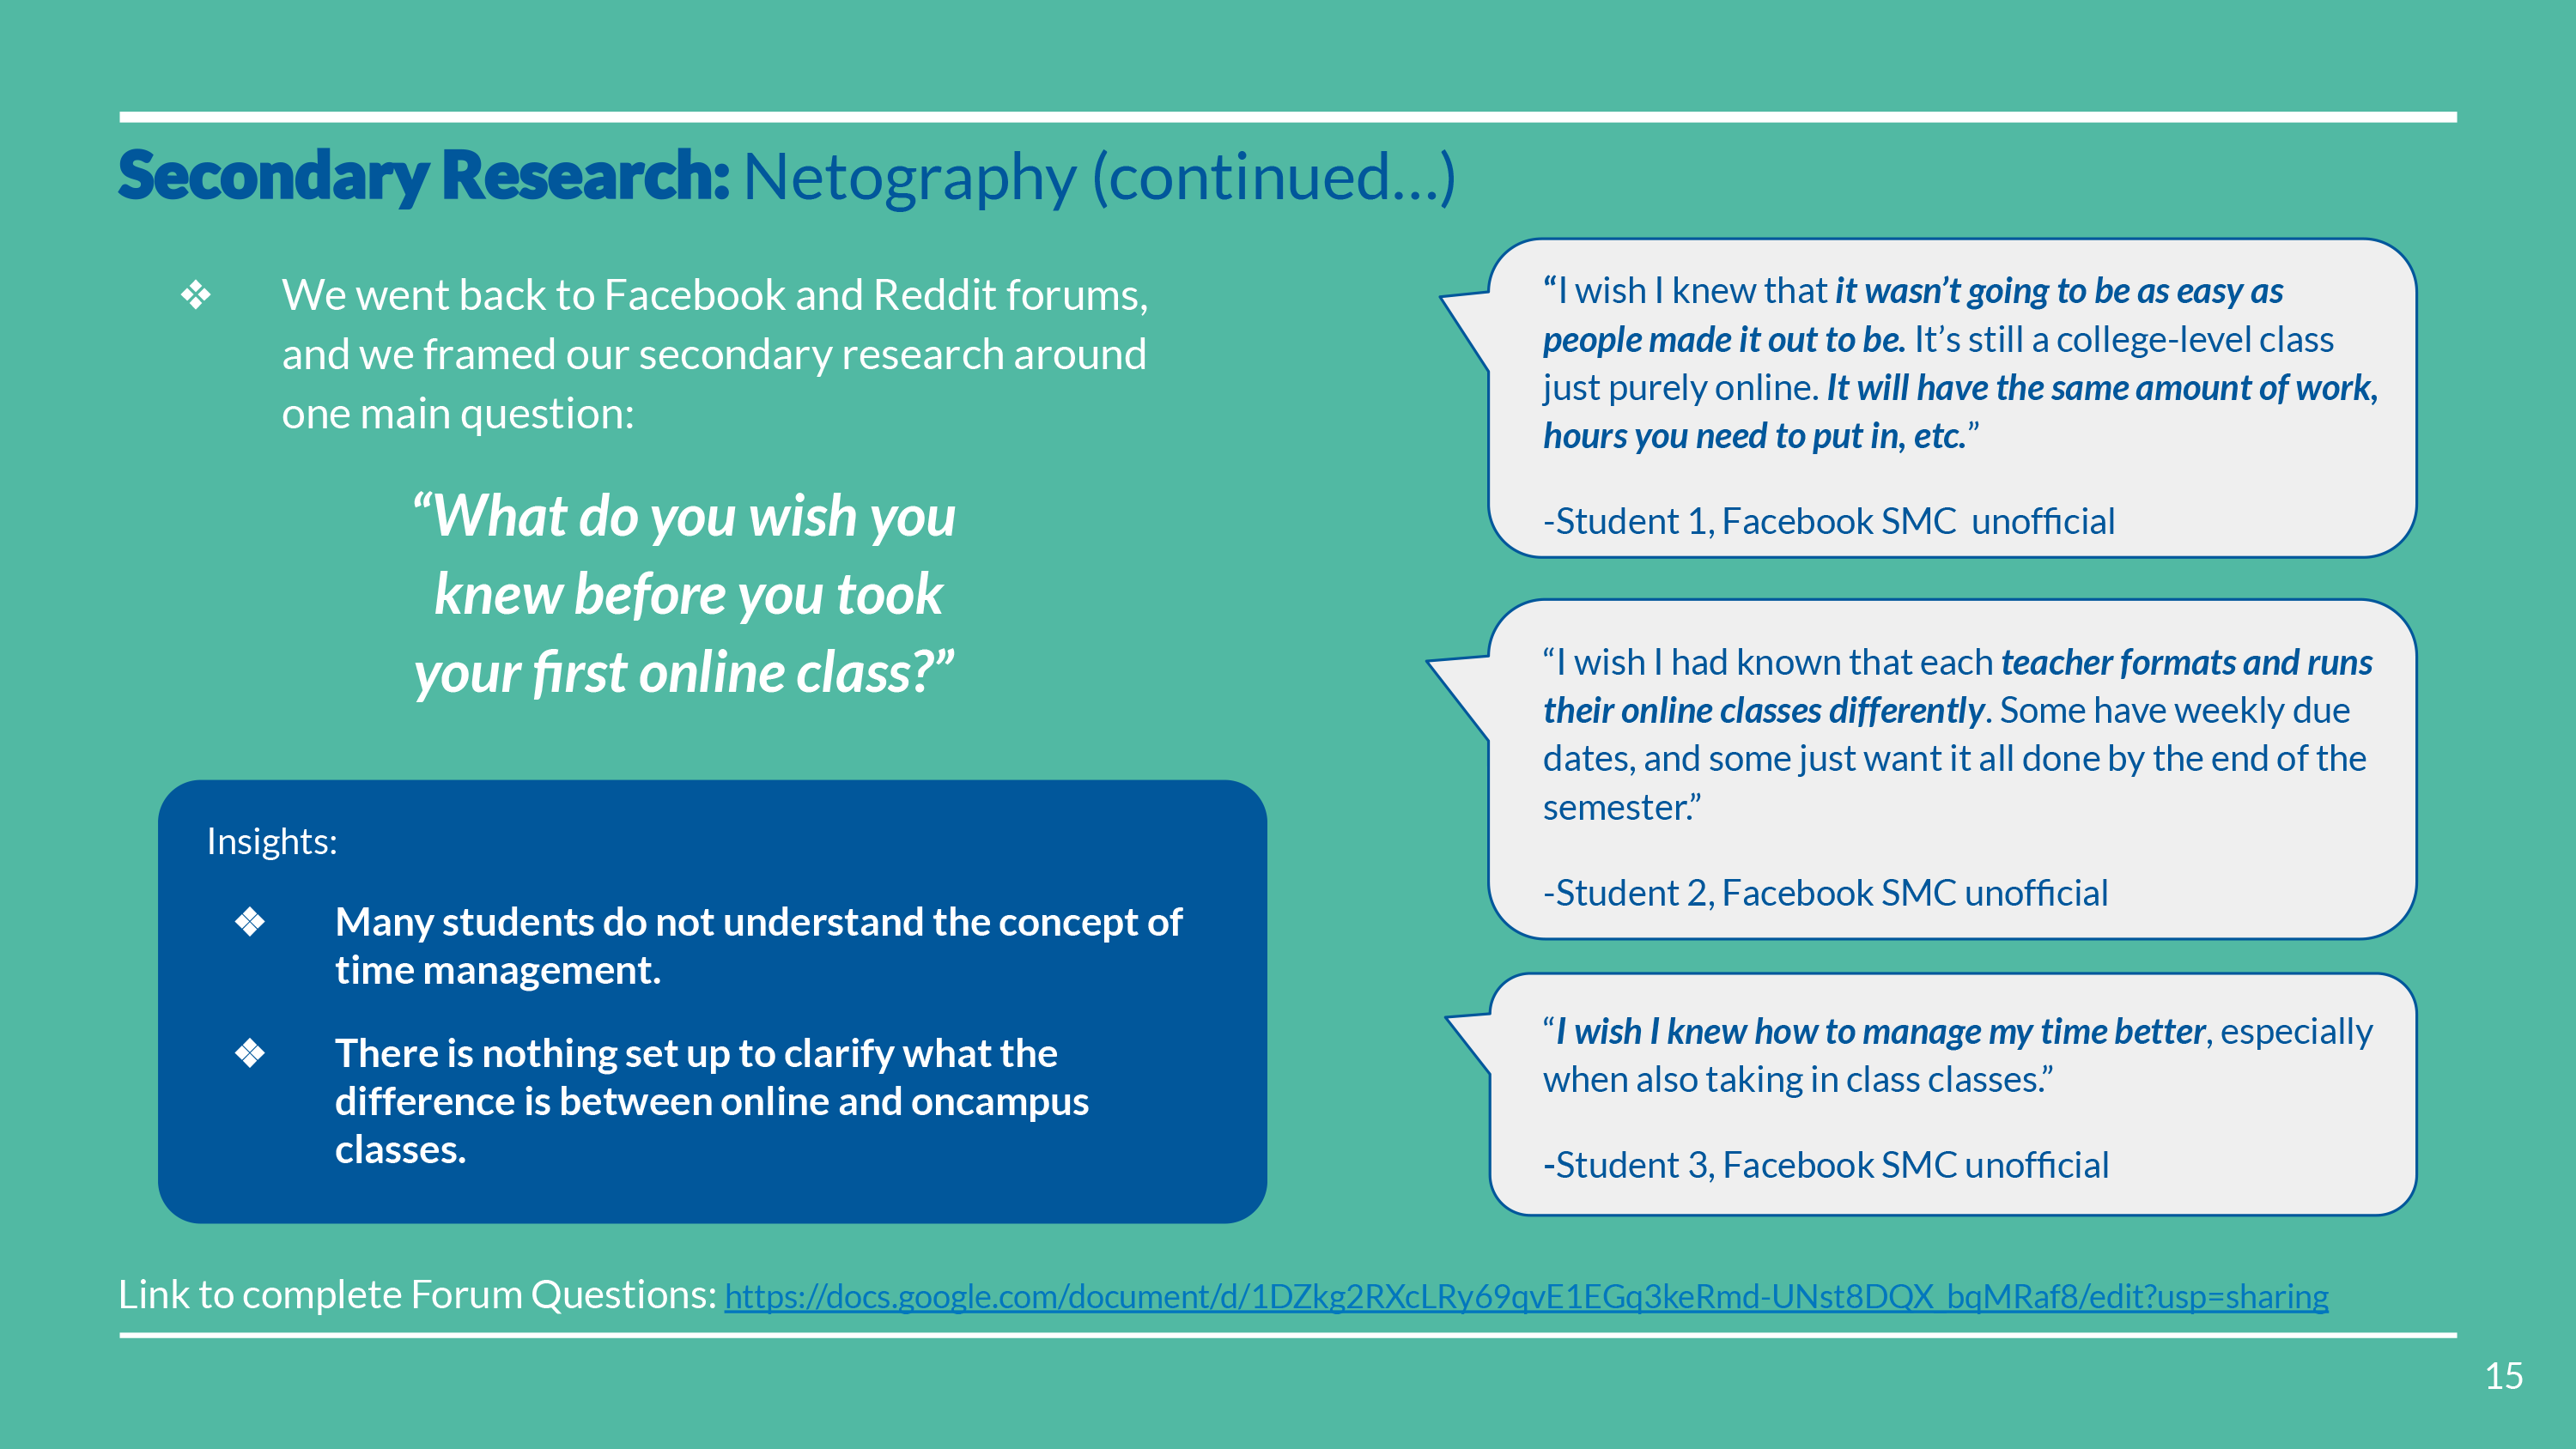 Secondary Research: Netography (continued...)
❖ We went back to Facebook and Reddit forums,
and we framed our secondary research around
one main question:
“What do you wish you
knew before you took
your first online class?”
Insights:
❖ Many students do not understand the concept of
time management.
❖ There is nothing set up to clarify what the
difference is between online and oncampus
classes.
“I wish I knew that it wasn’t going to be as easy as
people made it out to be. It’s still a college-level class
just purely online. It will have the same amount of work,
hours you need to put in, etc.”
-Student 1, Facebook SMC  unofficial
“I wish I had known that each teacher formats and runs
their online classes differently. Some have weekly due
dates, and some just want it all done by the end of the
semester.”
-Student 2, Facebook SMC unofficial
“I wish I knew how to manage my time better, especially
when also taking in class classes.”
-Student 3, Facebook SMC unofficial
Link to complete Forum Questions: https://docs.google.com/document/d/1DZkg2RXcLRy69qvE1EGq3keRmd-UNst8DQX_bqMRaf8/edit?usp=sharing
15